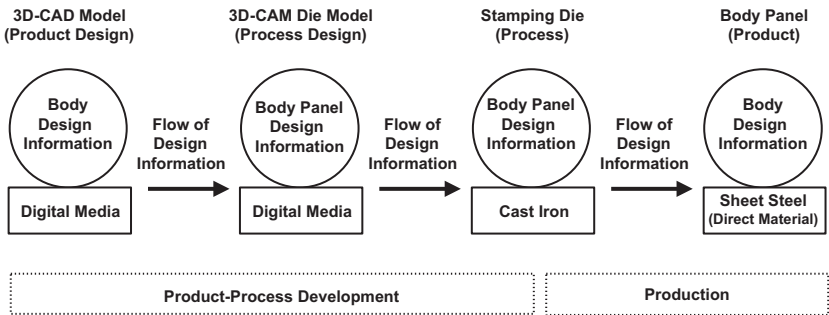 3D-CAD Model
(Product Design)
3D-CAM Die Model
(Process Design)
Stamping Die
(Process)
Body Panel
(Product)
Body
Design
Information
Flow of
Design
Information
Body Panel
Design
Information
Flow of
Design
Information
Body Panel
Design
Information
Flow of
Design
Information
Body
Design
Information
Digital Media
Digital Media
Cast Iron
Sheet Steel
(Direct Material)
Product-Process Development
Production